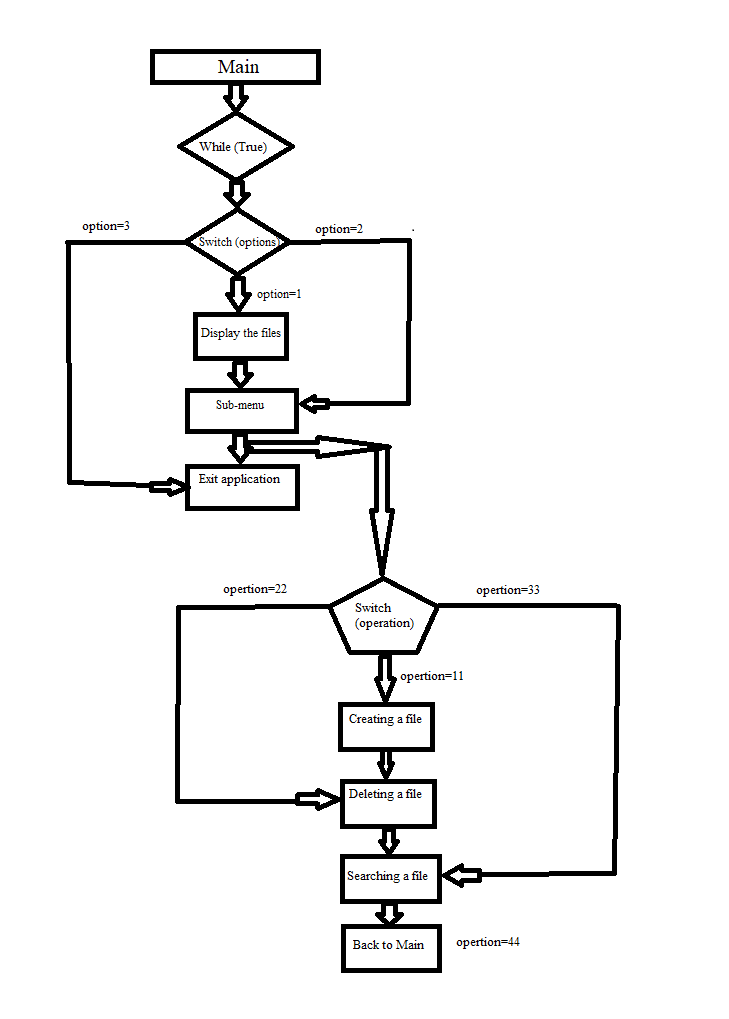 Main
While (True)
option=3
Switch (options)
option=2
option=1
Display the files
Sub-menu
Exit application
opertion=22
opertion=33
Switch
(operation)
opertion=11
Creating a file
Deleting a file
Searching a file
Back to Main
opertion=44